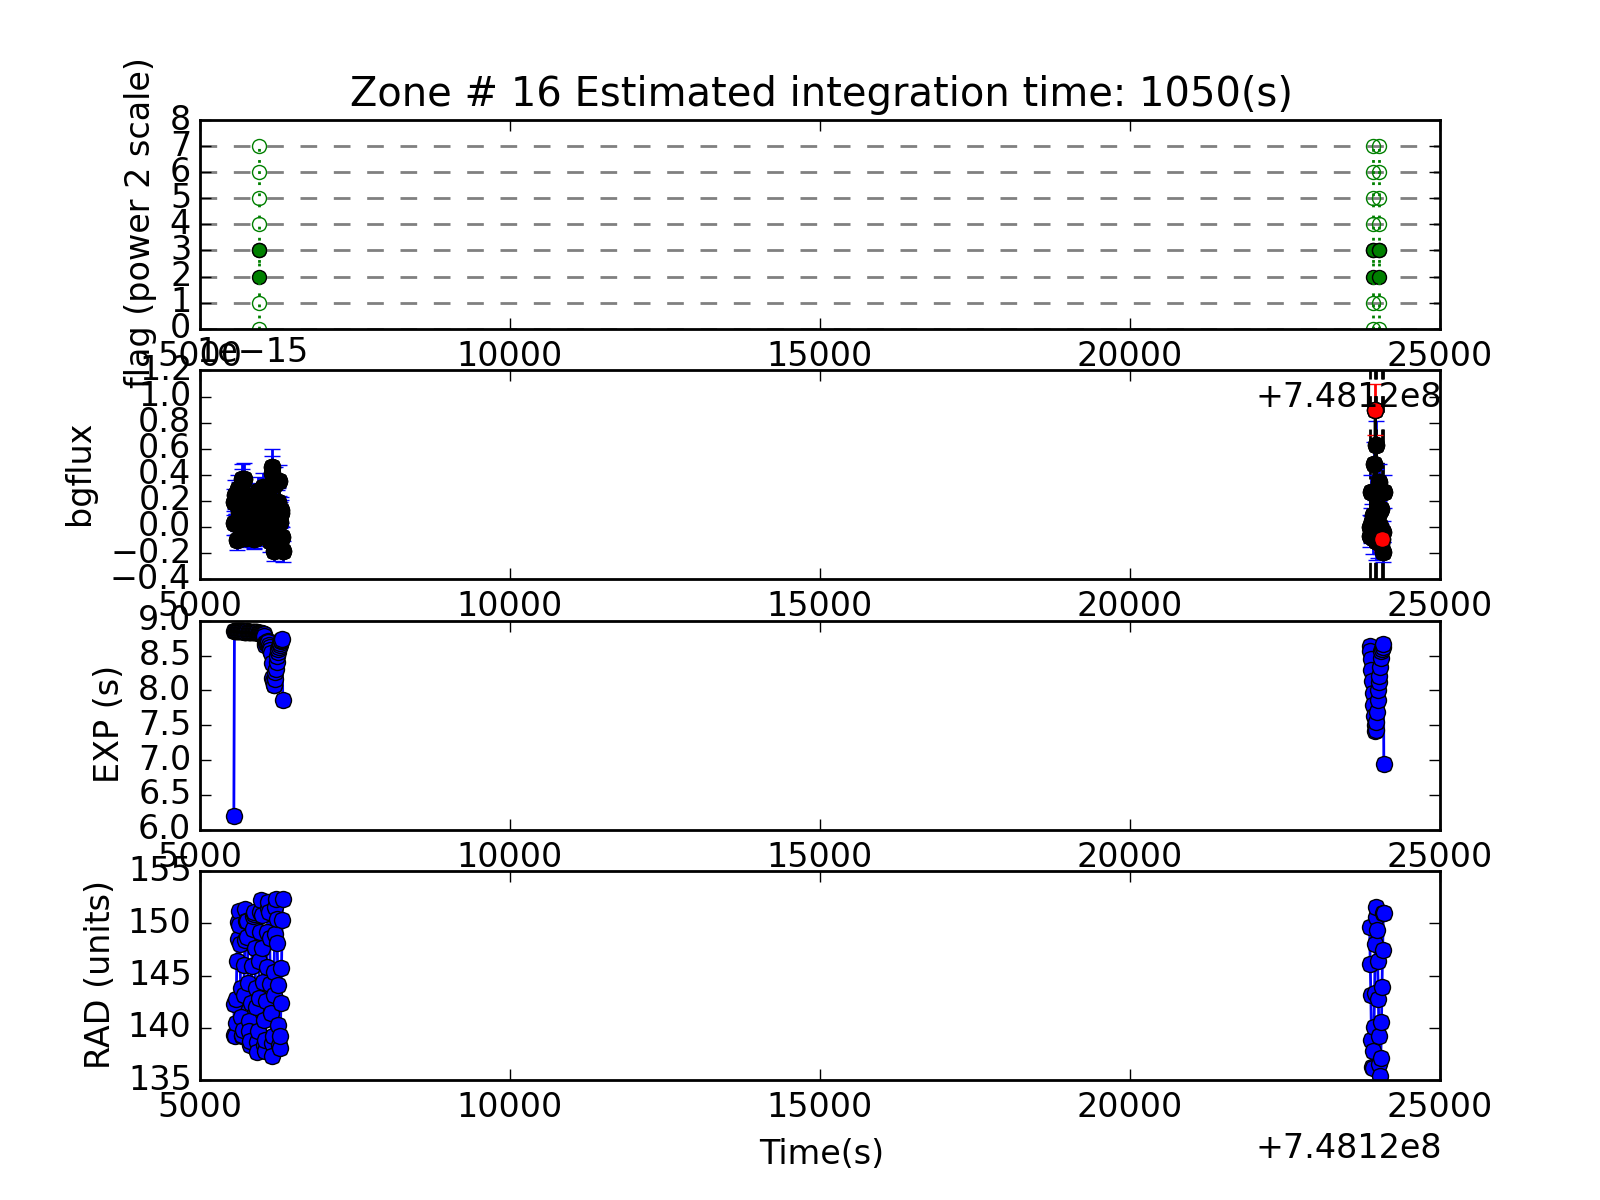 Zone # 16 Estimated integration time: 1050(s)
flag (power 2 scale)
8
7
6
5
4
3
2
1
0
5000 10000 15000 20000 25000
1e−15
+7.4812e8
bgflux
1.2
1.0
0.8
0.6
0.4
0.2
0.0
−0.2
−0.4
5000 10000 15000 20000 25000
EXP (s)
9.0
8.5
8.0
7.5
7.0
6.5
6.0
5000 10000 15000 20000 25000
RAD (units)
155
150
145
140
135
5000 10000 15000 20000 25000
Time(s)
+7.4812e8